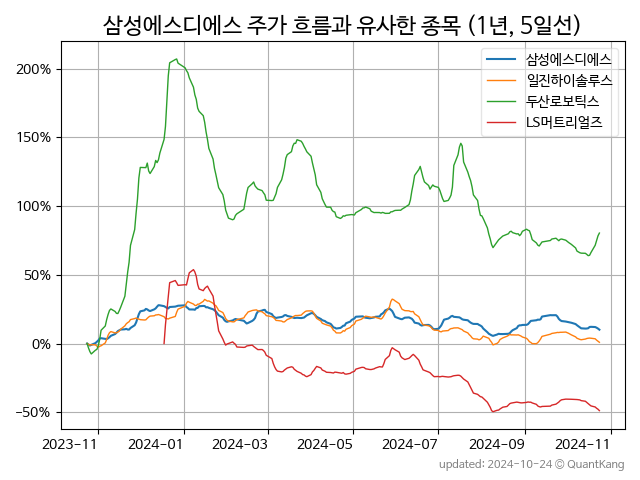 삼성에스디에스 주가 흐름과 유사한 종목 (1년, 5일선)
삼성에스디에스
일진하이솔루스
두산로보틱스
LS머트리얼즈
200%
150%
100%
50%
0%
−50%
2023-11 2024-01 2024-03 2024-05 2024-07 2024-09 2024-11
updated: 2024-10-24 © QuantKang